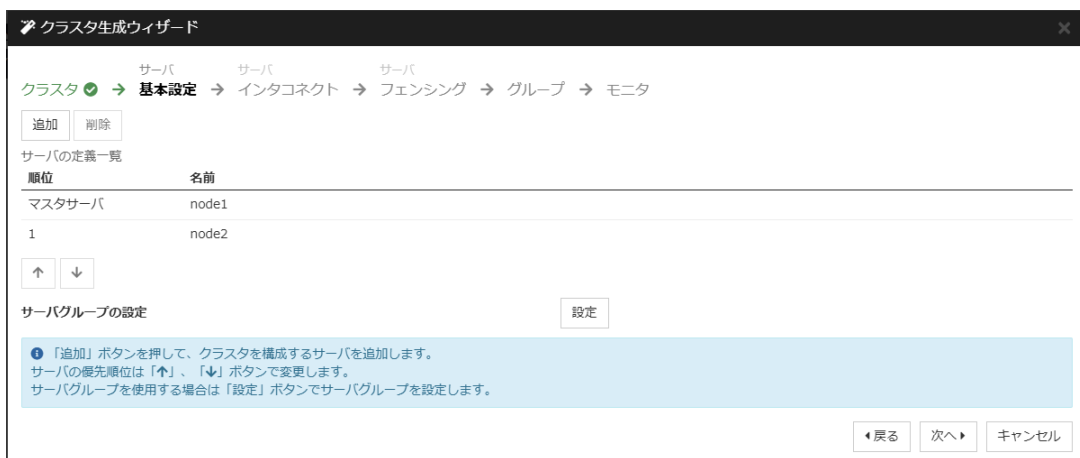 クラスタ生成ウィザード
サーバ サーバ サーバ
クラスタ → 基本設定 → インタコネクト → フェンシング → グループ → モニタ
追加 削除
サーバの定義一覧
順位 名前
マスタサーバ node1
1 node2
↑ ↓
サーバグループの設定 設定
「追加」ボタンを押して、クラスタを構成するサーバを追加します。
サーバの優先順位は「↑」、「↓」ボタンで変更します。
サーバグループを使用する場合は「設定」ボタンでサーバグループを設定します。
戻る 次へ キャンセル